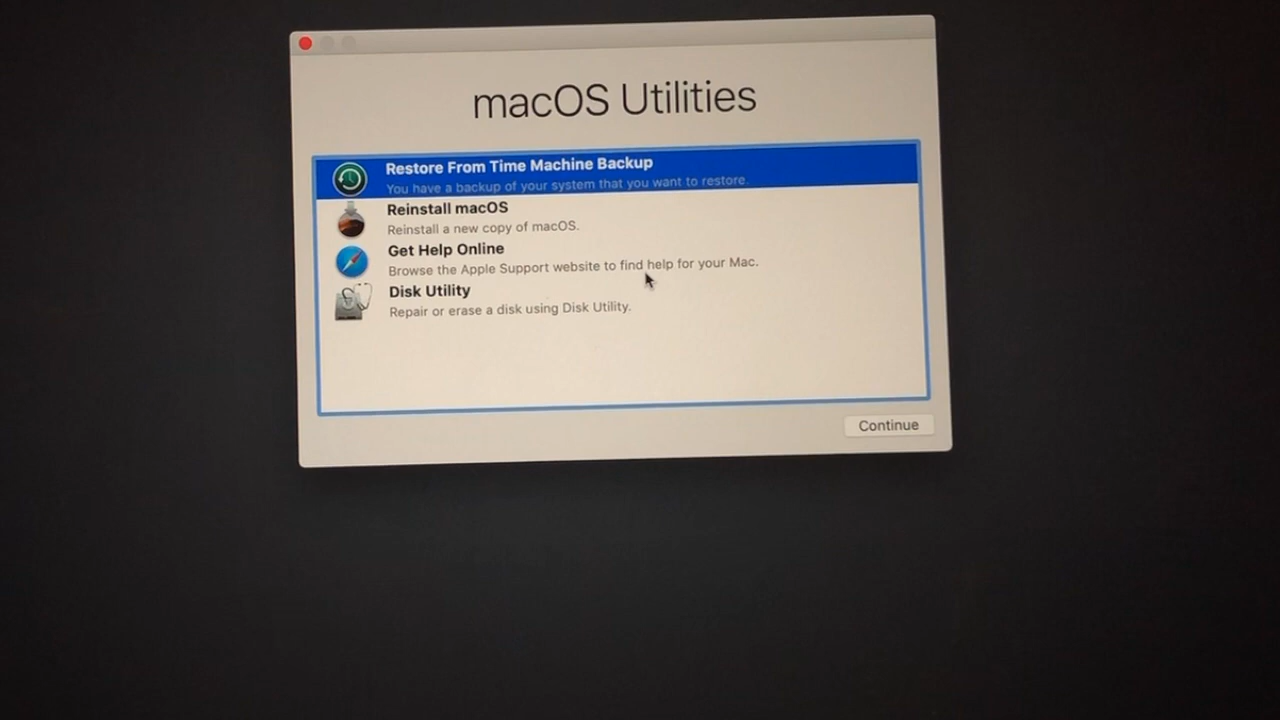 macOS Utilities
Restore From Time Machine Backup
You have a backup of your system that you want to restore.
Reinstall macOS
Reinstall a new copy of macOS.
Get Help Online
Browse the Apple Support website to find help for your Mac.
Disk Utility
Repair or erase a disk using Disk Utility.
Continue